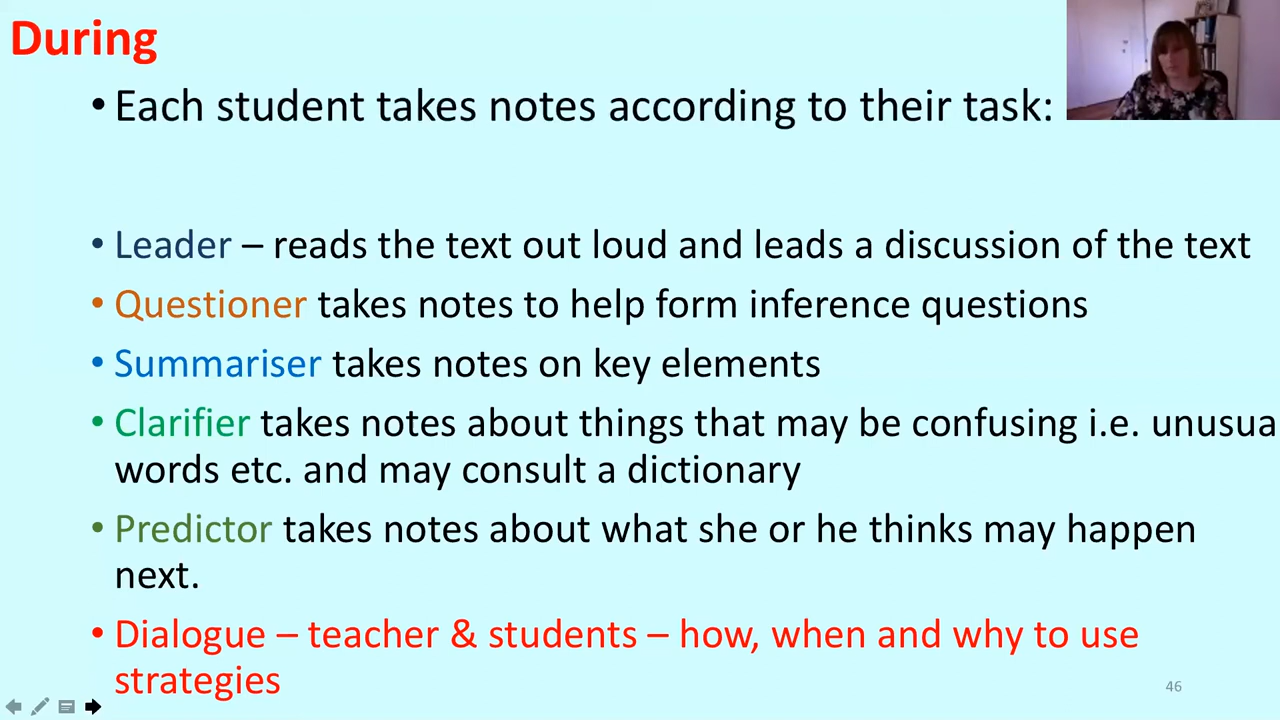 During
• Each student takes notes according to their task:
• Leader – reads the text out loud and leads a discussion of the text
• Questioner takes notes to help form inference questions
• Summariser takes notes on key elements
• Clarifier takes notes about things that may be confusing i.e. unusua
words etc. and may consult a dictionary
• Predictor takes notes about what she or he thinks may happen
next.
• Dialogue – teacher & students – how, when and why to use
strategies
46